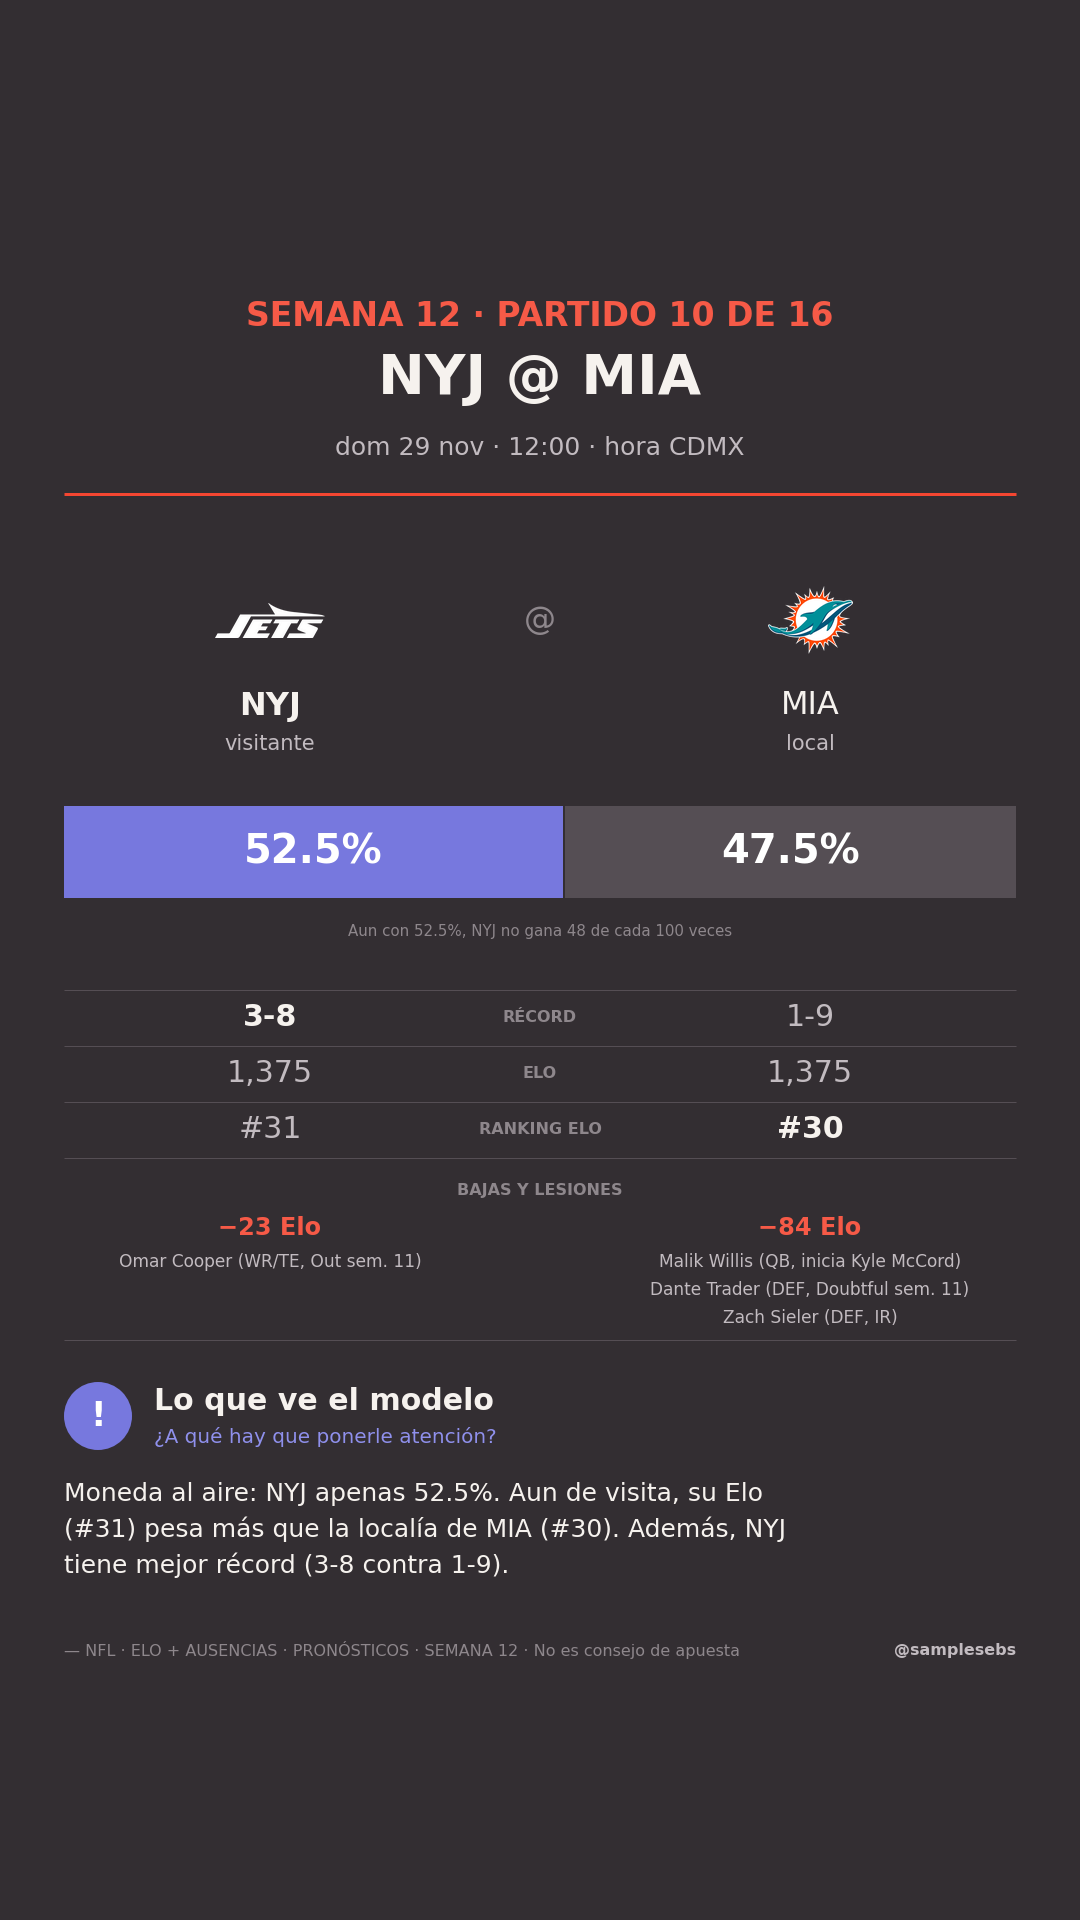 SEMANA 12 · PARTIDO 10 DE 16
NYJ @ MIA
dom 29 nov · 12:00 · hora CDMX
JETS
@
NYJ
MIA
visitante
local
52.5%
47.5%
Aun con 52.5%, NYJ no gana 48 de cada 100 veces
3-8 RÉCORD 1-9
1,375 ELO 1,375
#31 RANKING ELO #30
BAJAS Y LESIONES
−23 Elo
Omar Cooper (WR/TE, Out sem. 11)
−84 Elo
Malik Willis (QB, inicia Kyle McCord)
Dante Trader (DEF, Doubtful sem. 11)
Zach Sieler (DEF, IR)
!
Lo que ve el modelo
¿A qué hay que ponerle atención?
Moneda al aire: NYJ apenas 52.5%. Aun de visita, su Elo
(#31) pesa más que la localía de MIA (#30). Además, NYJ
tiene mejor récord (3-8 contra 1-9).
— NFL · ELO + AUSENCIAS · PRONÓSTICOS · SEMANA 12 · No es consejo de apuesta
@samplesebs